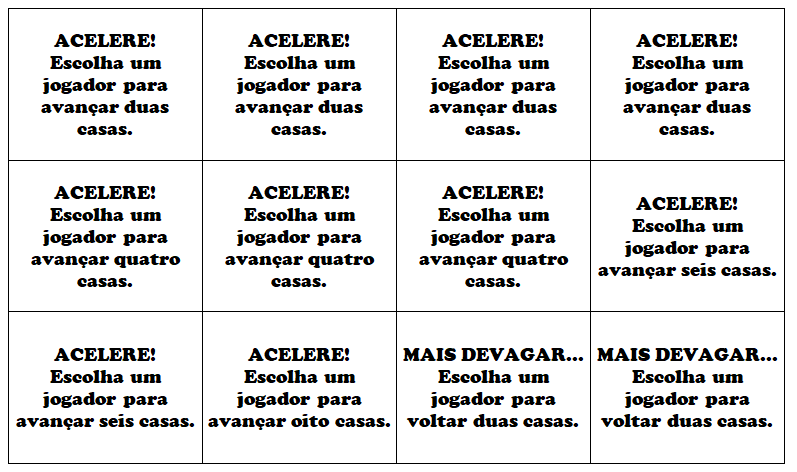 ACELERE!
Escolha um
jogador para
avançar duas
casas.
ACELERE!
Escolha um
jogador para
avançar duas
casas.
ACELERE!
Escolha um
jogador para
avançar duas
casas.
ACELERE!
Escolha um
jogador para
avançar duas
casas.
ACELERE!
Escolha um
jogador para
avançar quatro
casas.
ACELERE!
Escolha um
jogador para
avançar quatro
casas.
ACELERE!
Escolha um
jogador para
avançar quatro
casas.
ACELERE!
Escolha um
jogador para
avançar seis casas.
ACELERE!
Escolha um
jogador para
avançar seis casas.
ACELERE!
Escolha um
jogador para
avançar oito casas.
MAIS DEVAGAR...
Escolha um
jogador para
voltar duas casas.
MAIS DEVAGAR...
Escolha um
jogador para
voltar duas casas.